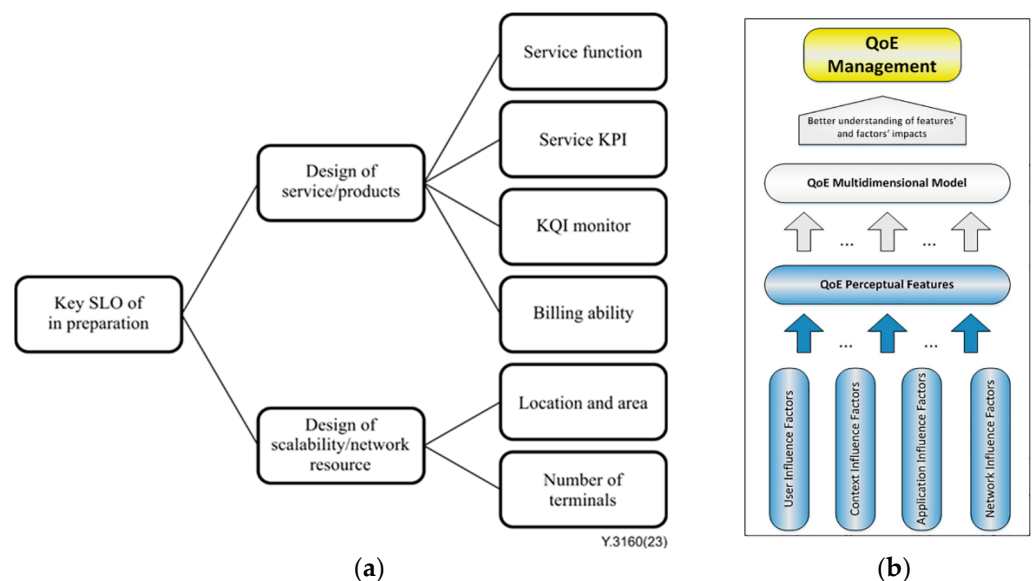 Service function
Service KPI
Design of
service/products
KQI monitor
Key SLO of
in preparation
Billing ability
Design of
scalability/network
resource
Location and area
Number of
terminals
Y.3160(23)
(a)
QoE
Management
Better understanding of features'
and factors' impacts
QoE Multidimensional Model
... ...
QoE Perceptual Features
... ...
User Influence Factors
Context Influence Factors
Application Influence Factors
Network Influence Factors
(b)